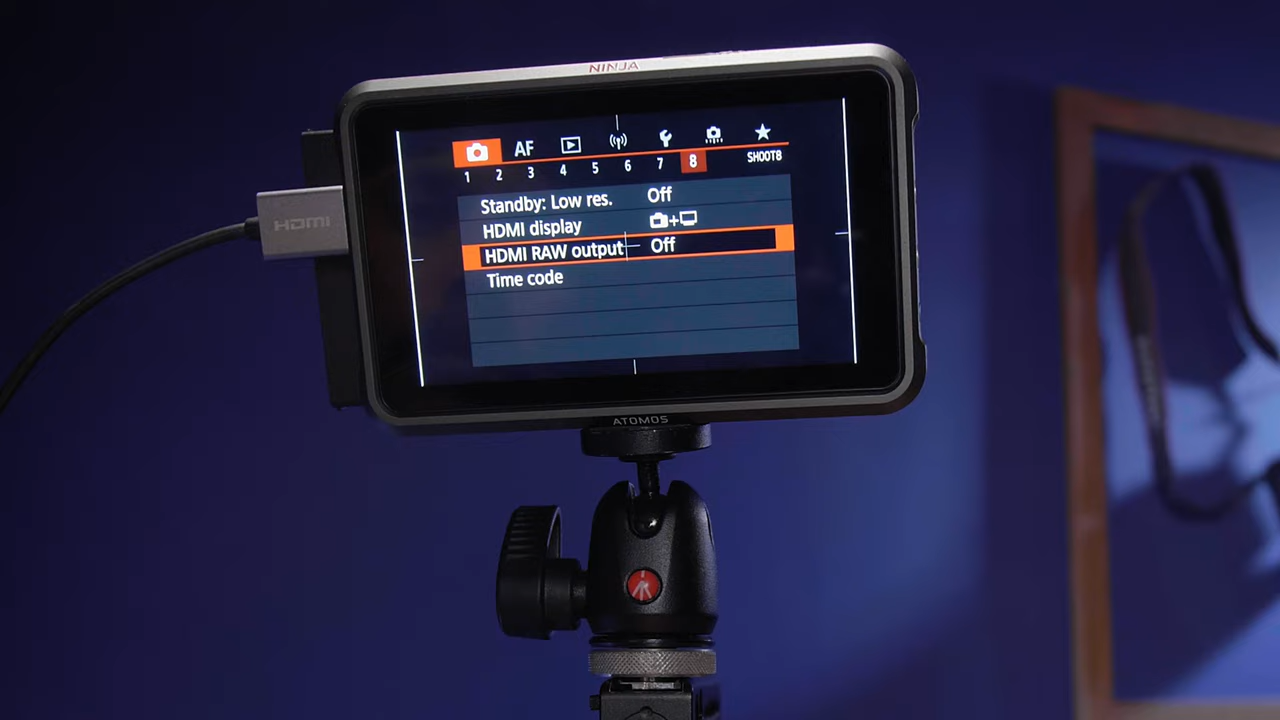 NINJA
AF
1 2 3 4 5 6 7 8 SHOOT8
Standby: Low res. Off
HDMI display
HDMI RAW output Off
Time code
HDMI
ATOMOS